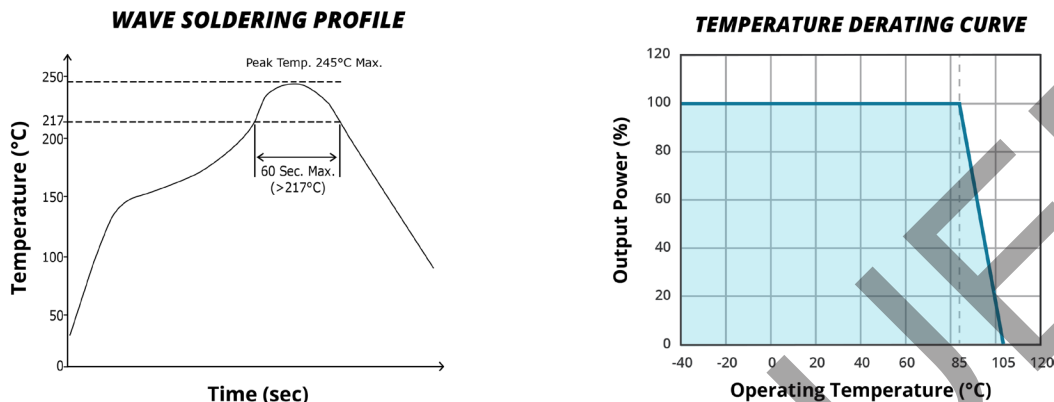 WAVE SOLDERING PROFILE
Peak Temp. 245°C Max.
250
217
200
150
100
50
0
60 Sec. Max.
(>217°C)
Temperature (°C)
Time (sec)
TEMPERATURE DERATING CURVE
120
100
80
60
40
20
0
-40 -20 0 20 40 60 85 105 120
Output Power (%)
Operating Temperature (°C)